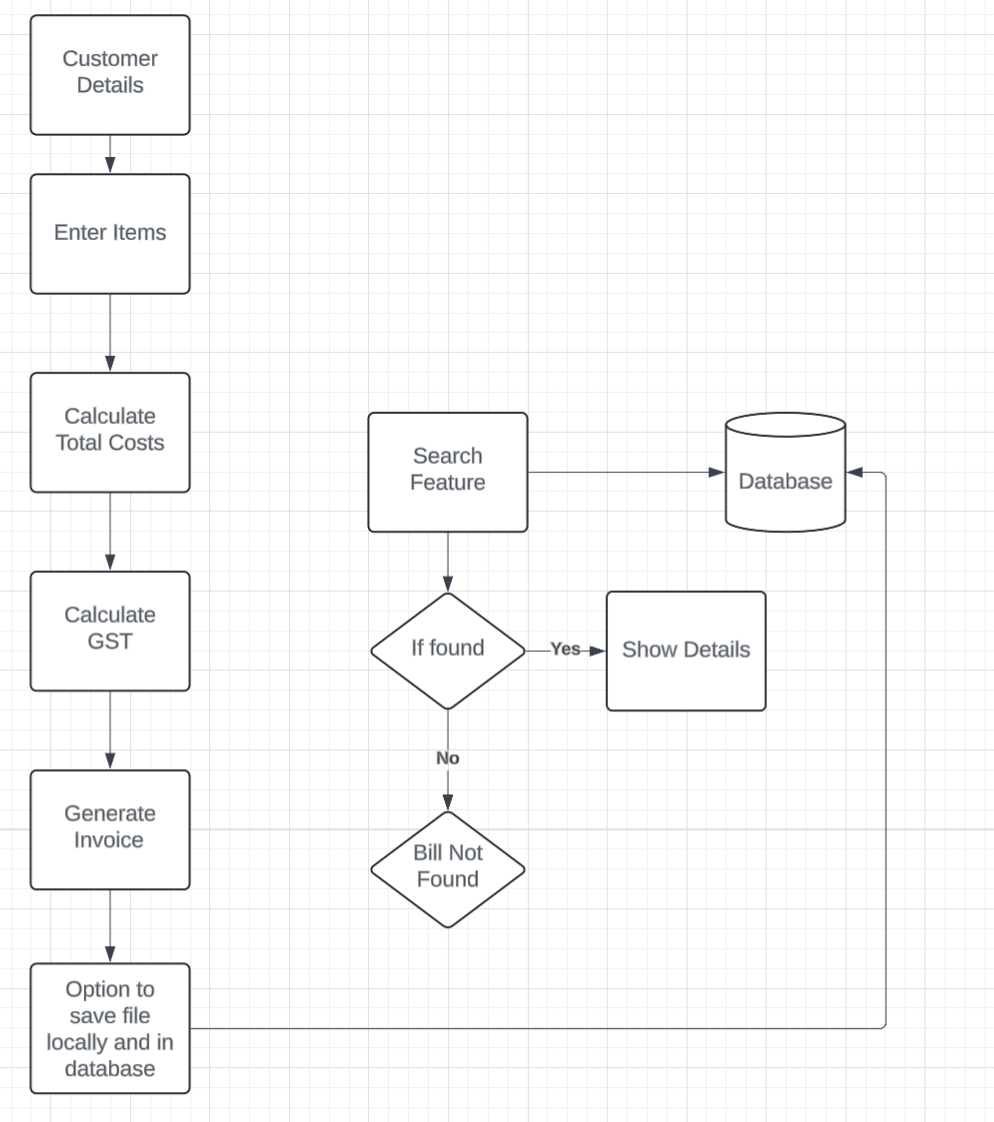 Customer
Details
Enter Items
Calculate
Total Costs
Calculate
GST
Generate
Invoice
Option to
save file
locally and in
database
Search
Feature
Database
If found
Yes
Show Details
No
Bill Not
Found